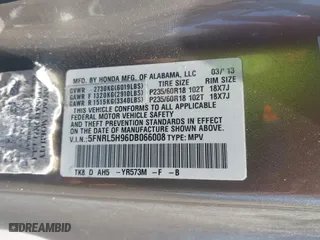 MFD. BY HONDA MFG. OF ALABAMA, LLC 03/13
TIRE SIZE RIM SIZE
GVWR 2730KG(6019LBS)
GAWR F 1320KG(2910LBS) P235/60R18 102T 18X7J
GAWR R 1515KG(3340LBS) P235/60R18 102T 18X7J
THIS VEHICLE CONFORMS TO ALL APPLICABLE
FEDERAL MOTOR VEHICLE SAFETY AND THEFT
PREVENTION STANDARDS IN EFFECT ON THE DATE OF
MANUFACTURE SHOWN ABOVE.
V.I.N.: 5FNRL5H96DB066008 TYPE: MPV
TK8 D AH5 -YR573M -F -B